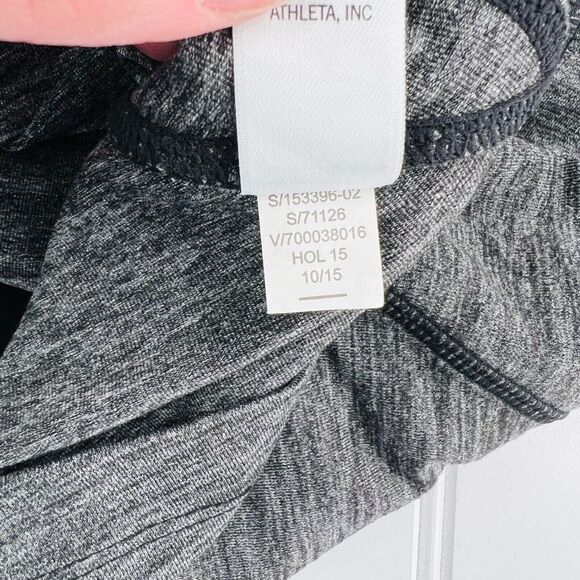 ATHLETA, INC
S/153396-02
S/71126
V/700038016
HOL 15
10/15